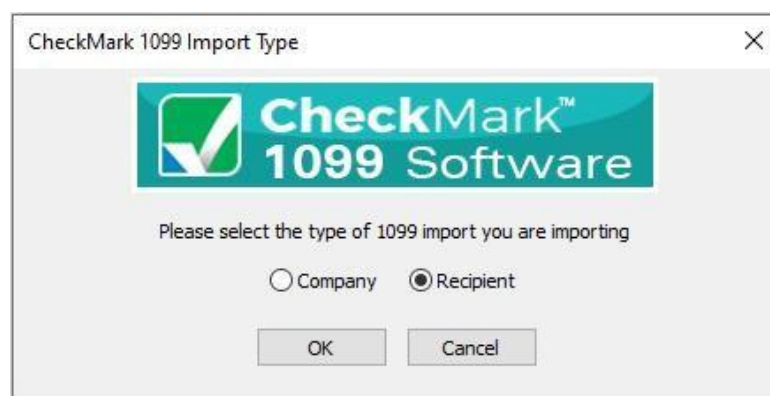 CheckMark 1099 Import Type
CheckMark™
1099 Software
Please select the type of 1099 import you are importing
Company Recipient
OK Cancel